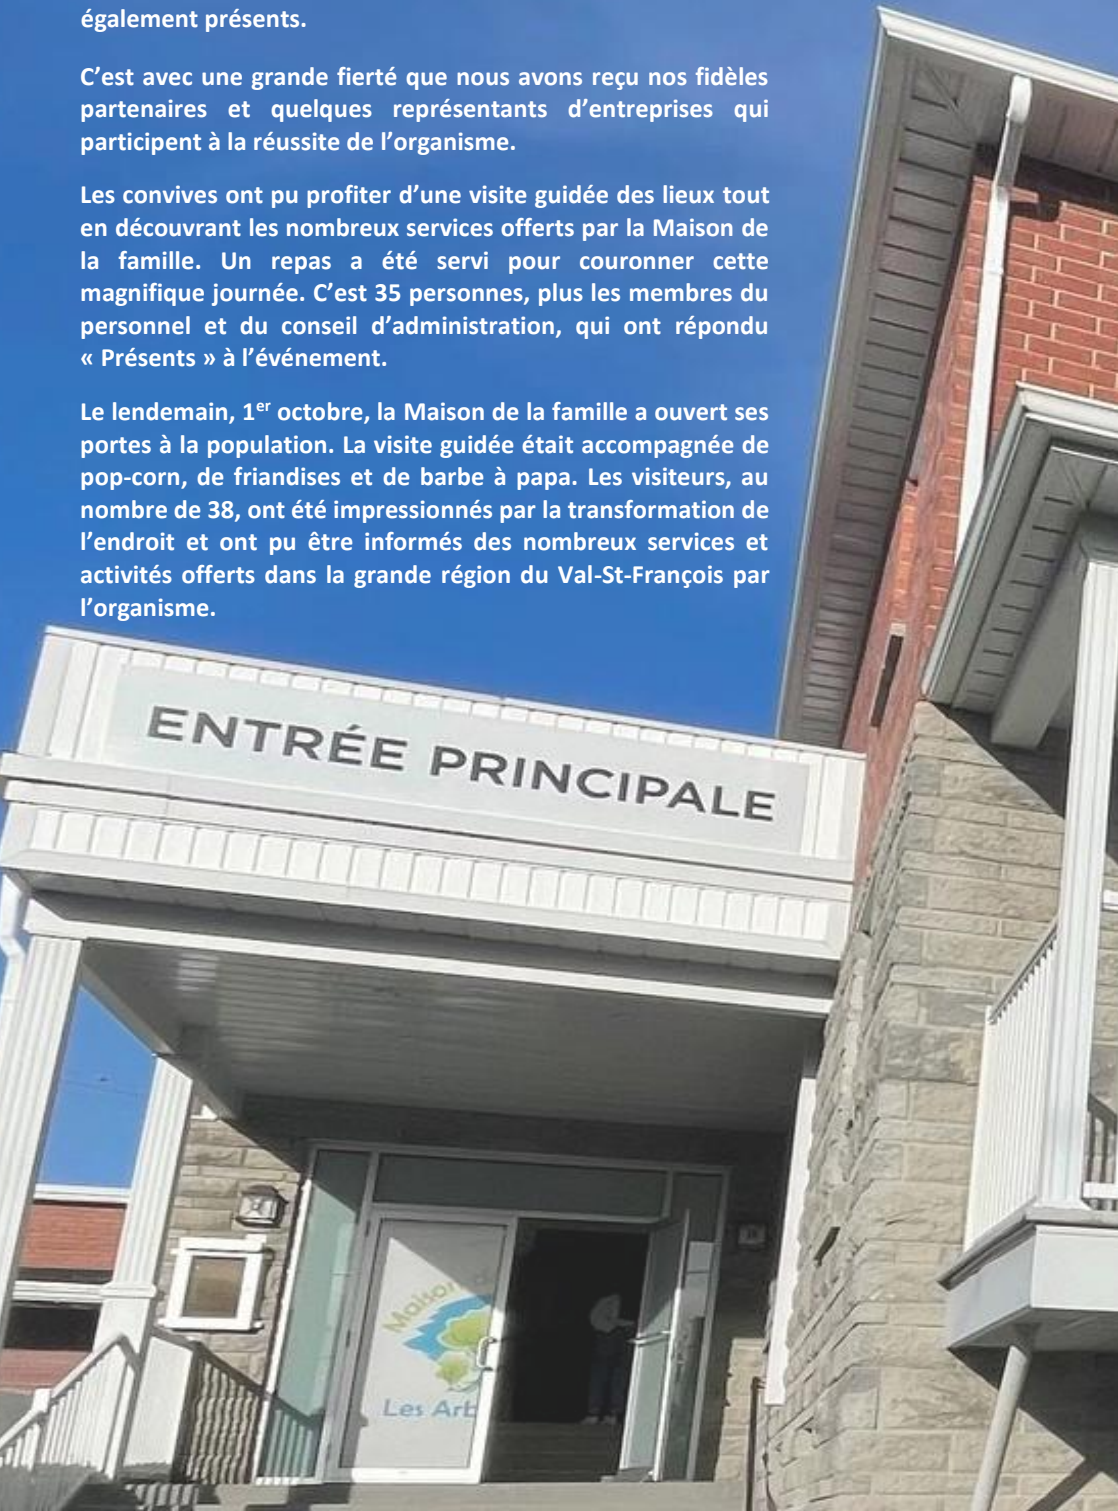 également présents.
C’est avec une grande fierté que nous avons reçu nos fidèles
partenaires et quelques représentants d’entreprises qui
participent à la réussite de l’organisme.
Les convives ont pu profiter d’une visite guidée des lieux tout
en découvrant les nombreux services offerts par la Maison de
la famille. Un repas a été servi pour couronner cette
magnifique journée. C’est 35 personnes, plus les membres du
personnel et du conseil d’administration, qui ont répondu
« Présents » à l’événement.
Le lendemain, 1er octobre, la Maison de la famille a ouvert ses
portes à la population. La visite guidée était accompagnée de
pop-corn, de friandises et de barbe à papa. Les visiteurs, au
nombre de 38, ont été impressionnés par la transformation de
l’endroit et ont pu être informés des nombreux services et
activités offerts dans la grande région du Val-St-François par
l’organisme.
ENTRÉE PRINCIPALE
Maison d
Les Arb